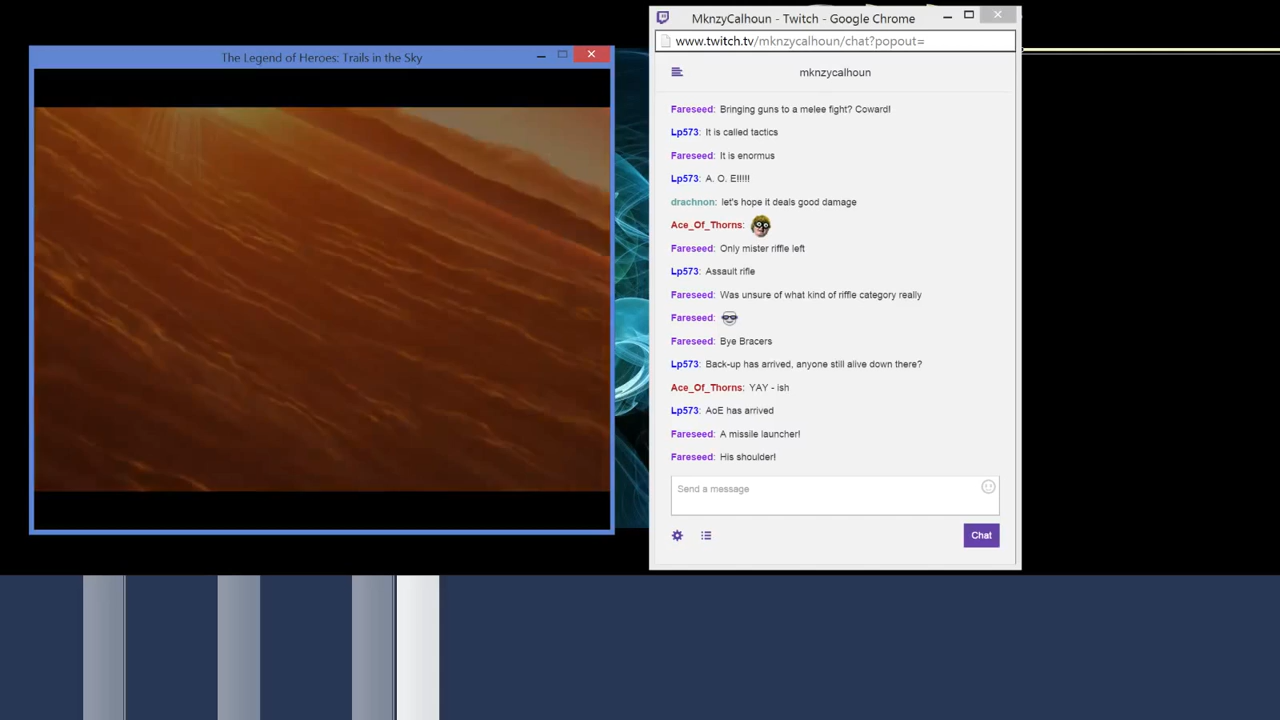 MknzyCalhoun - Twitch - Google Chrome
www.twitch.tv/mknzycalhoun/chat?popout=
The Legend of Heroes: Trails in the Sky
mknzycalhoun
Fareseed: Bringing guns to a melee fight? Coward!
Lp573: It is called tactics
Fareseed: It is enormus
Lp573: A. O. E!!!!!
drachnon: let's hope it deals good damage
Ace_Of_Thorns:
Fareseed: Only mister riffle left
Lp573: Assault rifle
Fareseed: Was unsure of what kind of riffle category really
Fareseed:
Fareseed: Bye Bracers
Lp573: Back-up has arrived, anyone still alive down there?
Ace_Of_Thorns: YAY - ish
Lp573: AoE has arrived
Fareseed: A missile launcher!
Fareseed: His shoulder!
Send a message
Chat